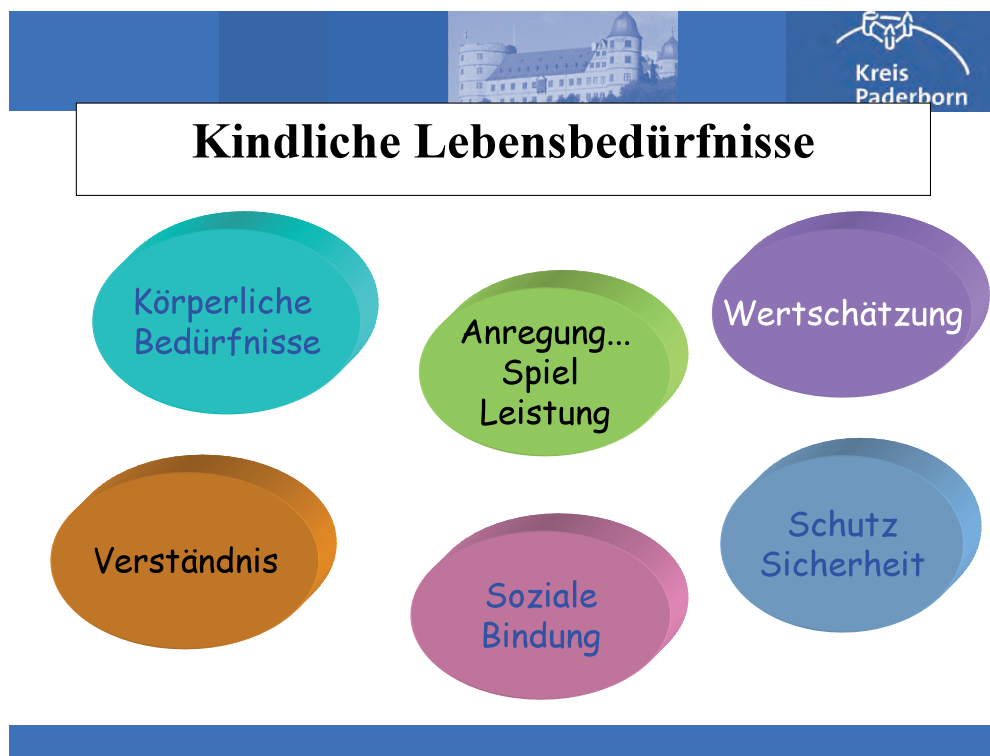 Kreis
Paderborn
Kindliche Lebensbedürfnisse
Körperliche
Bedürfnisse
Anregung...
Spiel
Leistung
Wertschätzung
Verständnis
Soziale
Bindung
Schutz
Sicherheit